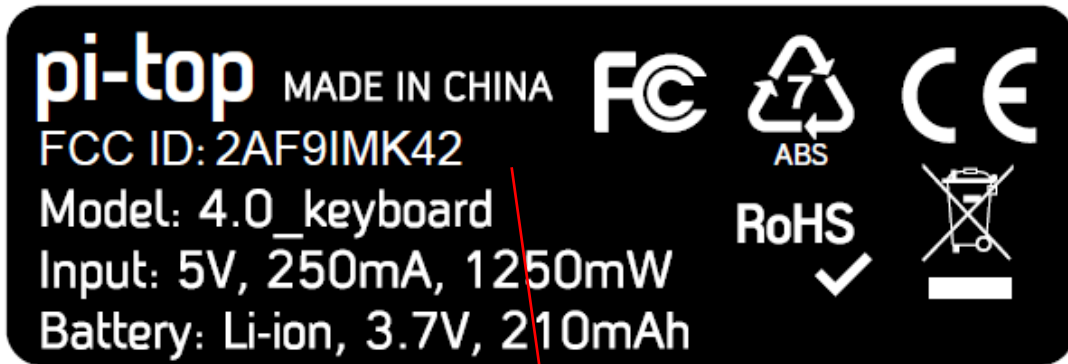 pi-top MADE IN CHINA
FCC ID: 2AF9IMK42
Model: 4.0_keyboard
Input: 5V, 250mA, 1250mW
Battery: Li-ion, 3.7V, 210mAh
FC
7
ABS
CE
RoHS